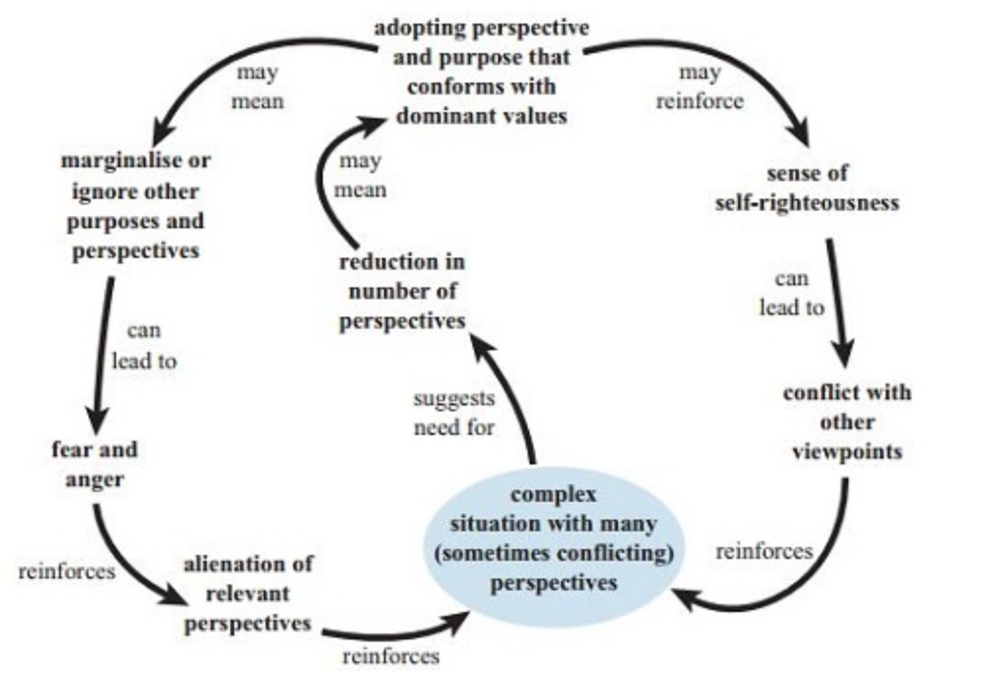 adopting perspective
and purpose that
conforms with
dominant values
may
mean
may
reinforce
marginalise or
ignore other
purposes and
perspectives
may
mean
sense of
self-righteousness
reduction in
number of
perspectives
can
lead to
can
lead to
suggests
need for
conflict with
other
viewpoints
fear and
anger
complex
situation with many
(sometimes conflicting)
perspectives
reinforces
reinforces
alienation of
relevant
perspectives
reinforces